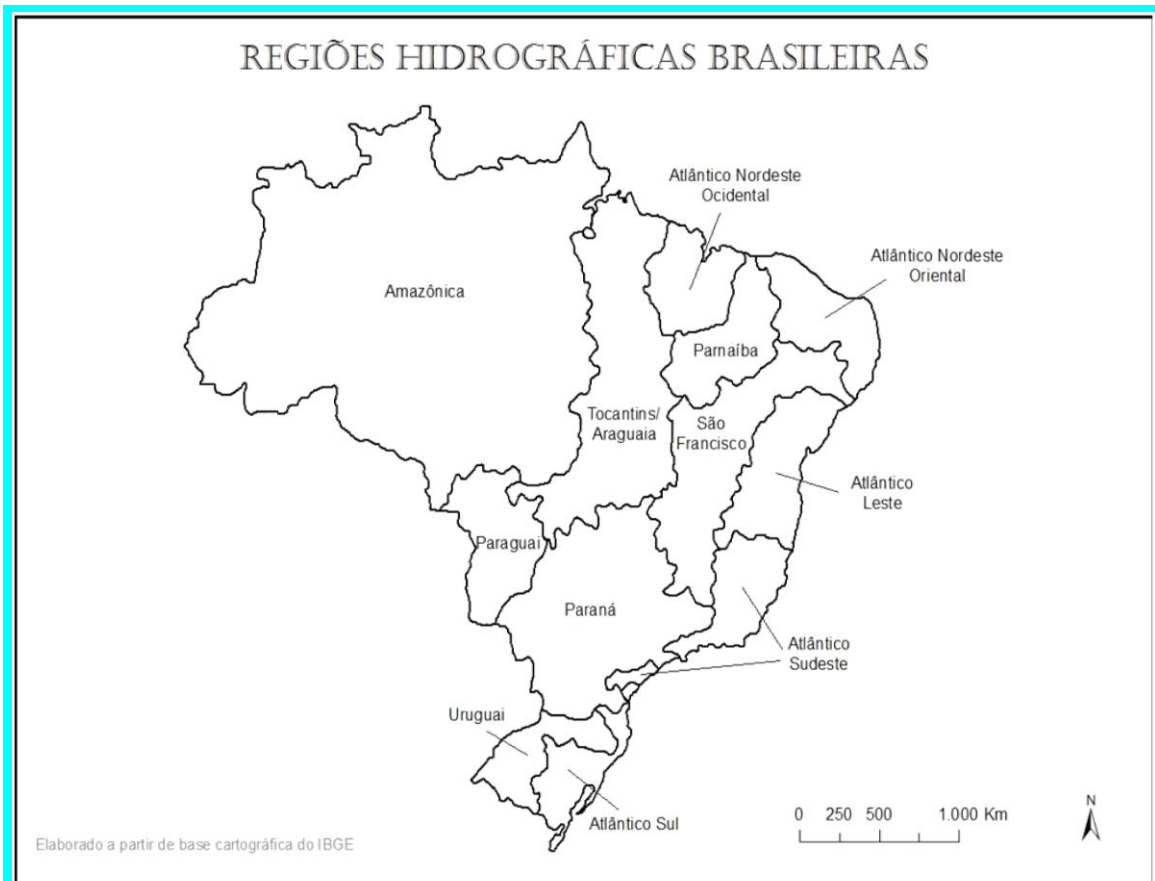 REGIÕES HIDROGRÁFICAS BRASILEIRAS
Atlântico Nordeste
Ocidental
Atlântico Nordeste
Oriental
Amazônica
Parnaíba
Tocantins/
Araguaia
São
Francisco
Atlântico
Leste
Paraguai
Paraná
Atlântico
Sudeste
Uruguai
Atlântico Sul
0 250 500 1.000 Km
N
Elaborado a partir de base cartográfica do IBGE